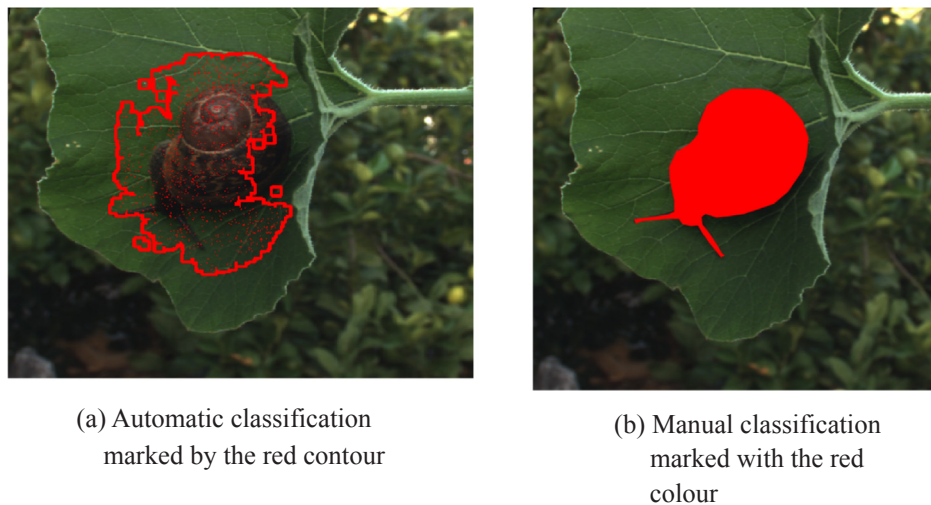 (a) Automatic classification
marked by the red contour
(b) Manual classification
marked with the red
colour